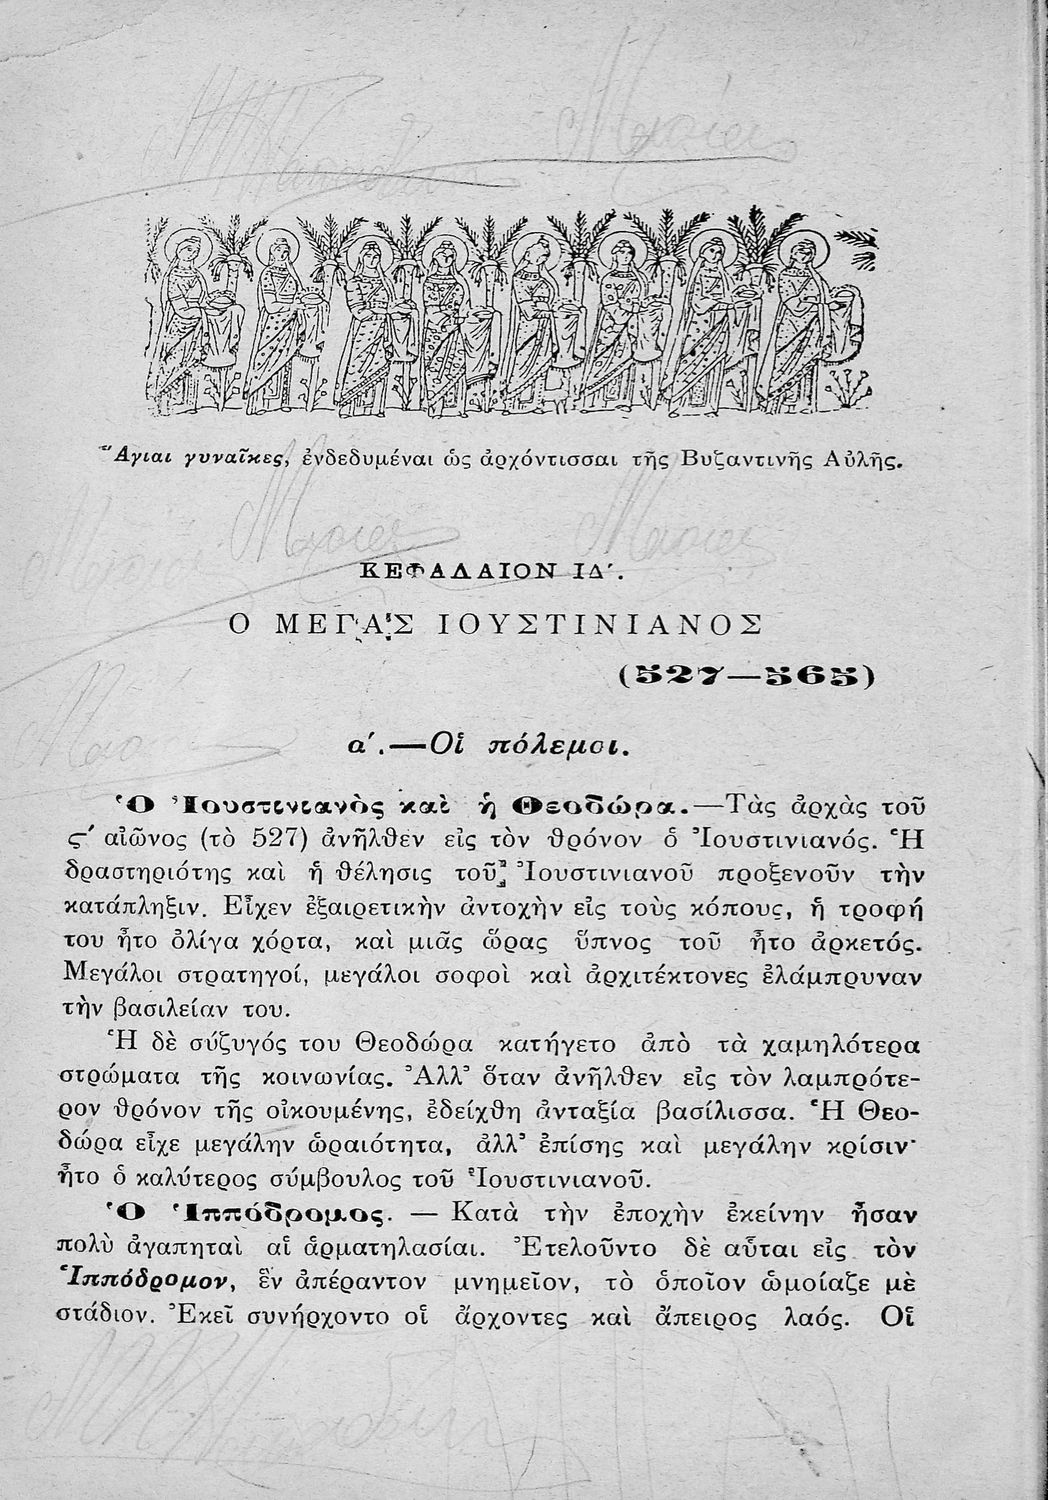 Ἅγιαι γυναῖκες, ἐνδεδυμέναι ὡς ἀρχόντισσαι τῆς Βυζαντινῆς Αὐλῆς.
ΚΕΦΑΛΑΙΟΝ ΙΔ΄.
Ο ΜΕΓΑΣ ΙΟΥΣΤΙΝΙΑΝΟΣ
(527—565)
α΄.—Οἱ πόλεμοι.
Ὁ Ἰουστινιανὸς καὶ ἡ Θεοδώρα.—Τὰς ἀρχὰς τοῦ
ϛ΄ αἰῶνος (τὸ 527) ἀνῆλθεν εἰς τὸν θρόνον ὁ Ἰουστινιανός. Ἡ
δραστηριότης καὶ ἡ θέλησις τοῦ Ἰουστινιανοῦ προξενοῦν τὴν
κατάπληξιν. Εἶχεν ἐξαιρετικὴν ἀντοχὴν εἰς τοὺς κόπους, ἡ τροφή
του ἦτο ὀλίγα χόρτα, καὶ μιᾶς ὥρας ὕπνος τοῦ ἦτο ἀρκετός.
Μεγάλοι στρατηγοί, μεγάλοι σοφοὶ καὶ ἀρχιτέκτονες ἐλάμπρυναν
τὴν βασιλείαν του.
Ἡ δὲ σύζυγός του Θεοδώρα κατήγετο ἀπὸ τὰ χαμηλότερα
στρώματα τῆς κοινωνίας. Ἀλλ᾽ ὅταν ἀνῆλθεν εἰς τὸν λαμπρότε-
ρον θρόνον τῆς οἰκουμένης, ἐδείχθη ἀνταξία βασίλισσα. Ἡ Θεο-
δώρα εἶχε μεγάλην ὡραιότητα, ἀλλ᾽ ἐπίσης καὶ μεγάλην κρίσιν·
ἦτο ὁ καλύτερος σύμβουλος τοῦ Ἰουστινιανοῦ.
Ὁ Ἱππόδρομος. — Κατὰ τὴν ἐποχὴν ἐκείνην ἦσαν
πολὺ ἀγαπηταὶ αἱ ἁρματηλασίαι. Ἐτελοῦντο δὲ αὗται εἰς τὸν
Ἱππόδρομον, ἓν ἀπέραντον μνημεῖον, τὸ ὁποῖον ὡμοίαζε μὲ
στάδιον. Ἐκεῖ συνήρχοντο οἱ ἄρχοντες καὶ ἄπειρος λαός. Οἱ